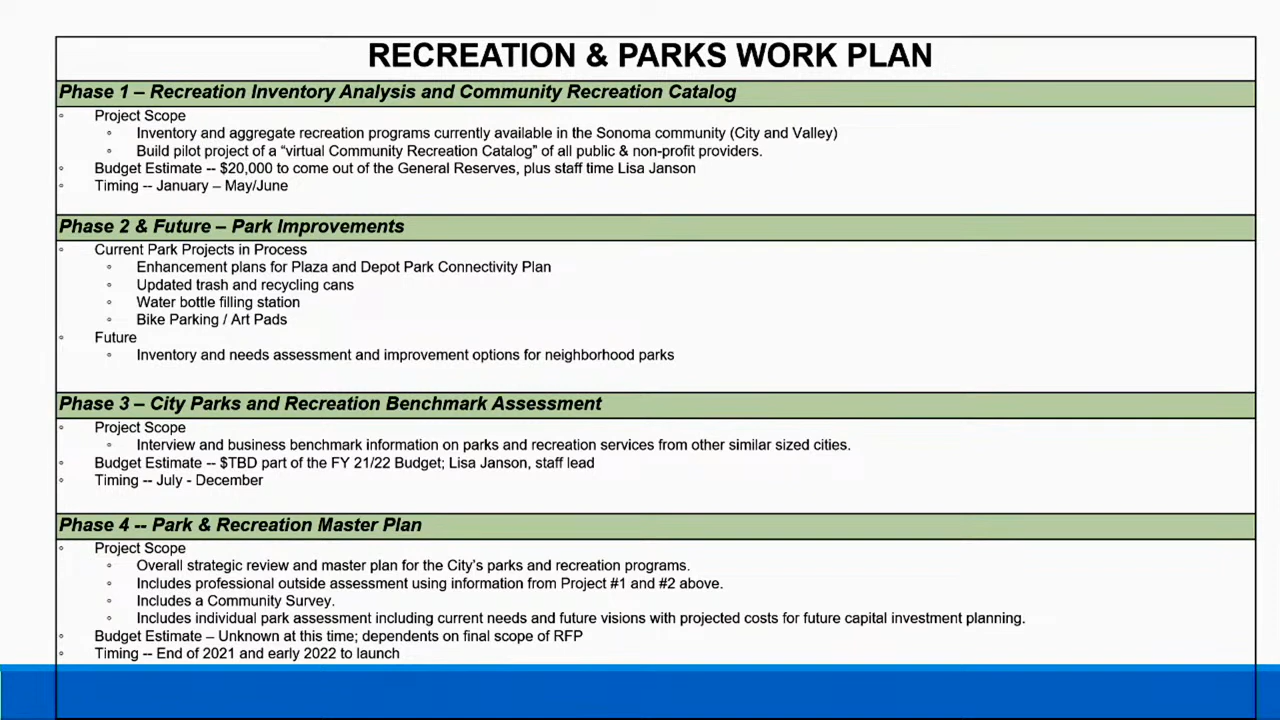 RECREATION & PARKS WORK PLAN
Phase 1 – Recreation Inventory Analysis and Community Recreation Catalog
◦ Project Scope
◦ Inventory and aggregate recreation programs currently available in the Sonoma community (City and Valley)
◦ Build pilot project of a “virtual Community Recreation Catalog” of all public & non-profit providers.
◦ Budget Estimate -- $20,000 to come out of the General Reserves, plus staff time Lisa Janson
◦ Timing -- January – May/June
Phase 2 & Future – Park Improvements
◦ Current Park Projects in Process
◦ Enhancement plans for Plaza and Depot Park Connectivity Plan
◦ Updated trash and recycling cans
◦ Water bottle filling station
◦ Bike Parking / Art Pads
◦ Future
◦ Inventory and needs assessment and improvement options for neighborhood parks
Phase 3 – City Parks and Recreation Benchmark Assessment
◦ Project Scope
◦ Interview and business benchmark information on parks and recreation services from other similar sized cities.
◦ Budget Estimate -- $TBD part of the FY 21/22 Budget; Lisa Janson, staff lead
◦ Timing -- July - December
Phase 4 -- Park & Recreation Master Plan
◦ Project Scope
◦ Overall strategic review and master plan for the City’s parks and recreation programs.
◦ Includes professional outside assessment using information from Project #1 and #2 above.
◦ Includes a Community Survey.
◦ Includes individual park assessment including current needs and future visions with projected costs for future capital investment planning.
◦ Budget Estimate – Unknown at this time; dependents on final scope of RFP
◦ Timing -- End of 2021 and early 2022 to launch